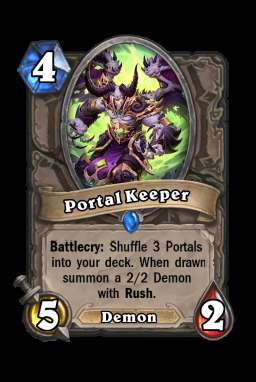 4
Portal Keeper
Battlecry: Shuffle 3 Portals
into your deck. When drawn
summon a 2/2 Demon
with Rush.
5
Demon
2